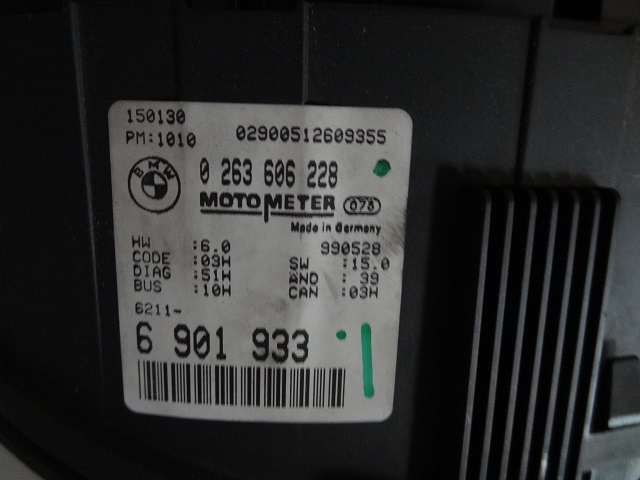 150130
PM:1010 02900512609355
BMW 0 263 606 228
MOTOMETER 078
Made in Germany
HW :6.0 990528
CODE :03H SW :15.0
DIAG :51H AND :39
BUS :10H CAN :03H
6211-
6 901 933